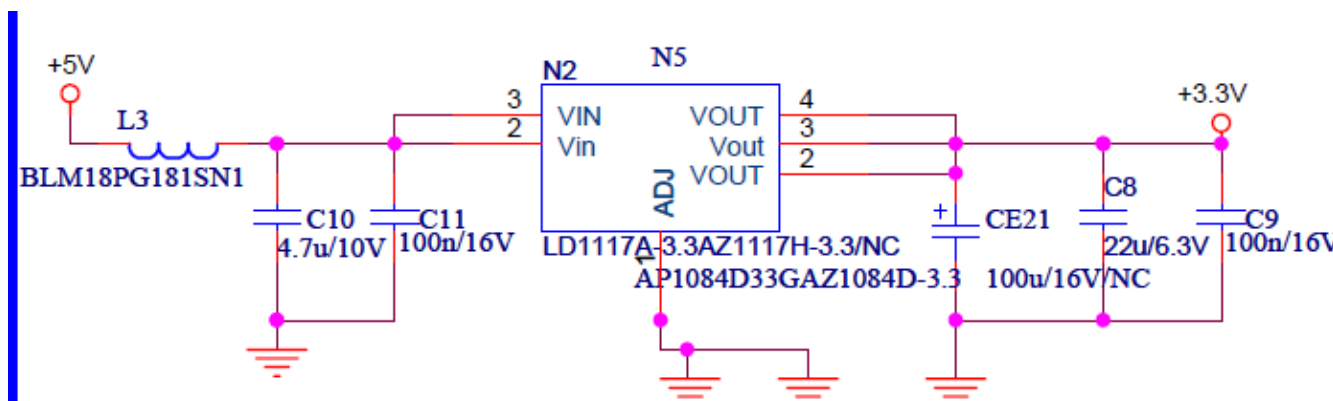 +5V
L3
BLM18PG181SN1
C10
4.7u/10V
C11
100n/16V
N2
N5
3
VIN
2
Vin
VOUT
4
Vout
3
VOUT
2
ADJ
1
LD1117A-3.3AZ1117H-3.3/NC
AP1084D33GAZ1084D-3.3
+
CE21
100u/16V/NC
C8
22u/6.3V
+3.3V
C9
100n/16V